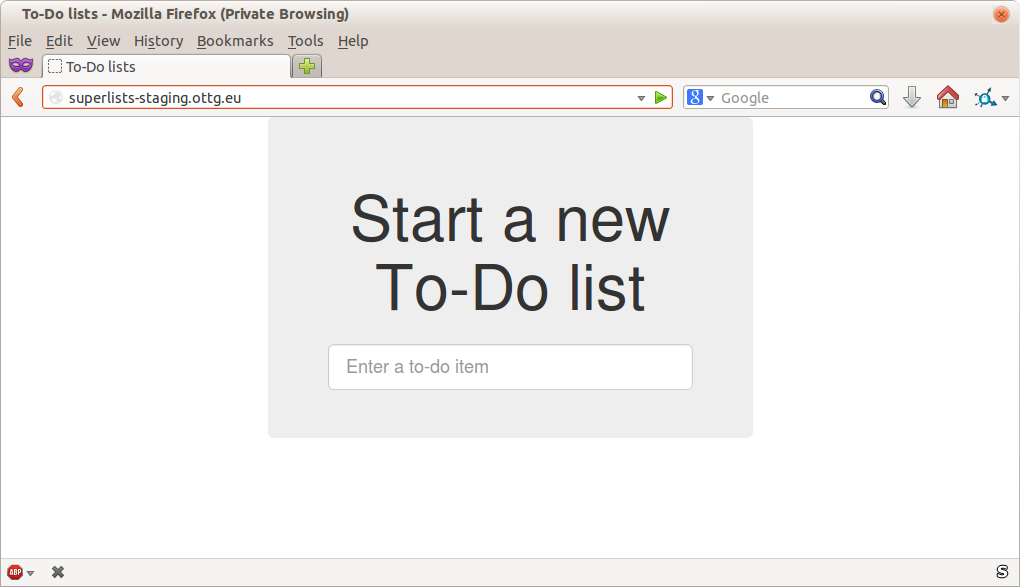 To-Do lists - Mozilla Firefox (Private Browsing)
File Edit View History Bookmarks Tools Help
To-Do lists
superlists-staging.ottg.eu
8 Google
Start a new
To-Do list
Enter a to-do item
ABP
S